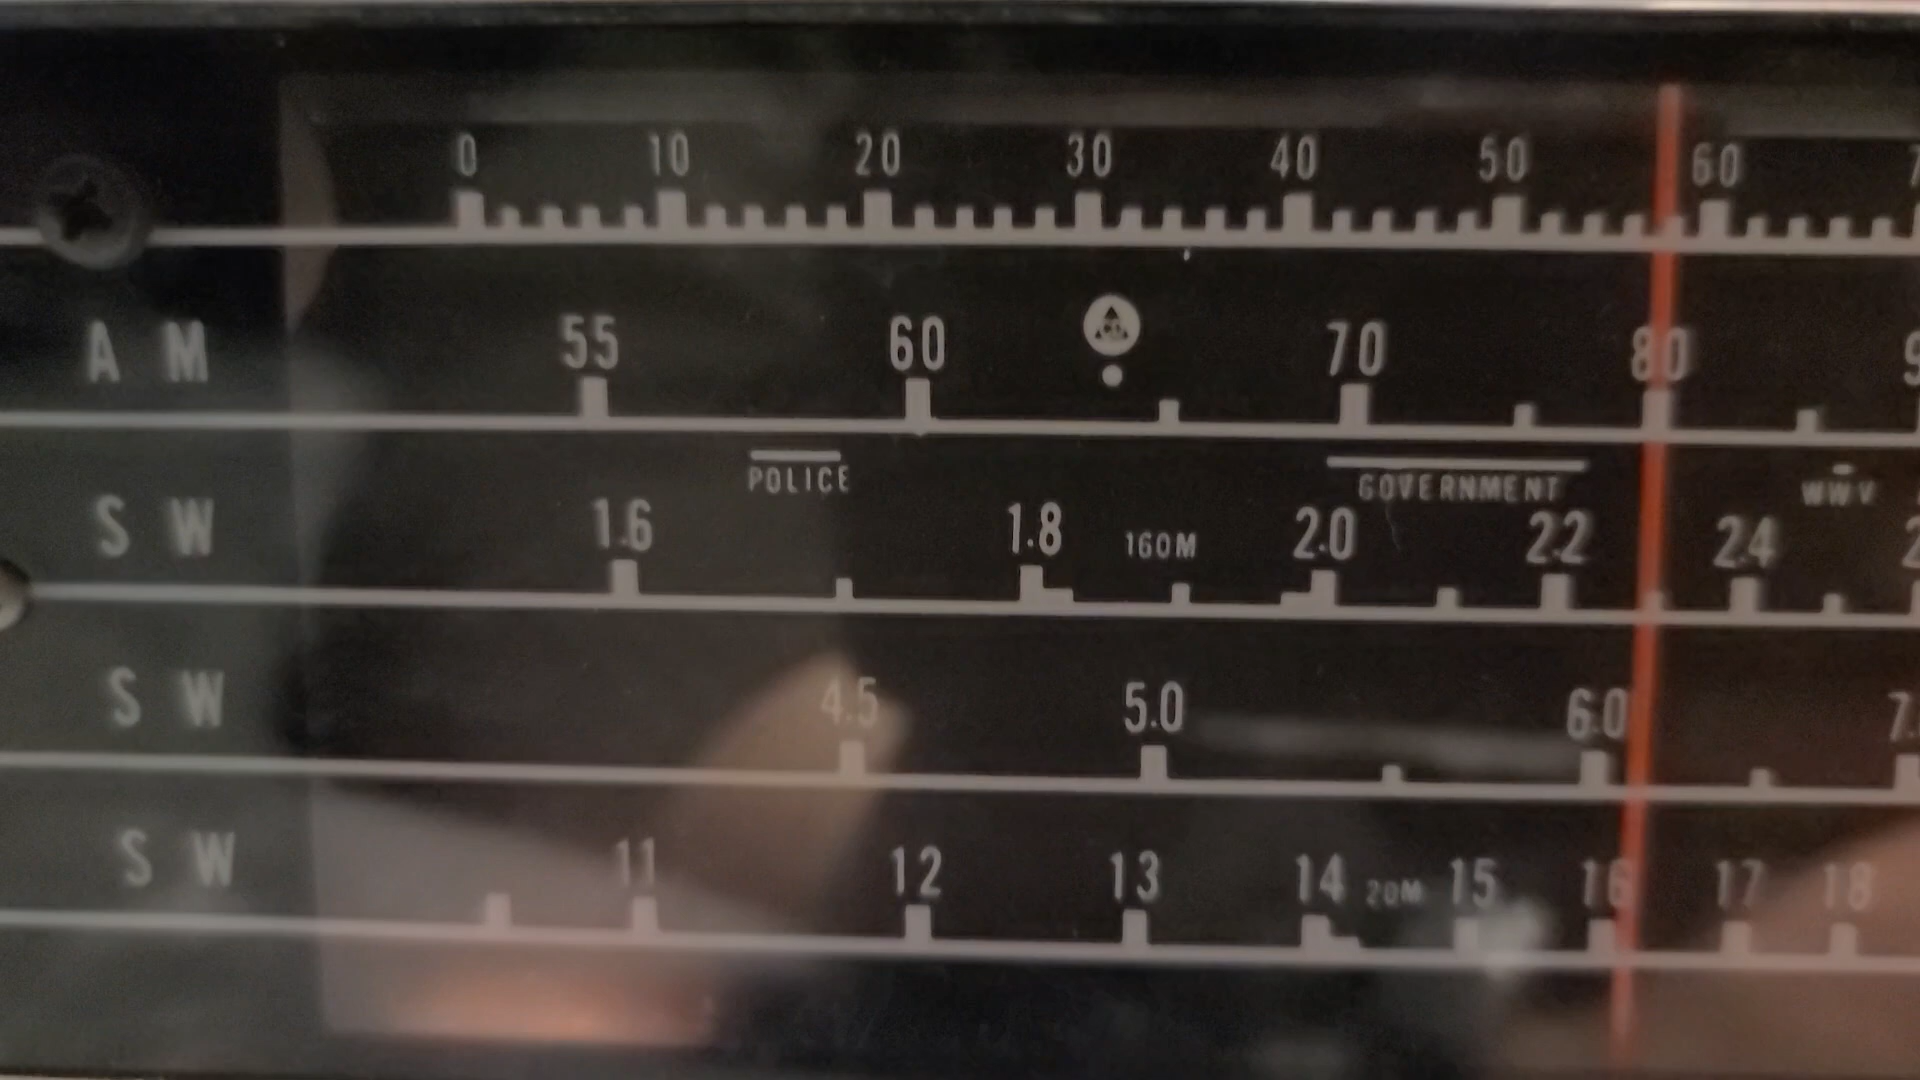 0 10 20 30 40 50 60
A M 55 60 CD 70 80
POLICE GOVERNMENT WWV
S W 1.6 1.8 160M 2.0 2.2 2.4
S W 4.5 5.0 6.0
S W 11 12 13 14 20M 15 16 17 18